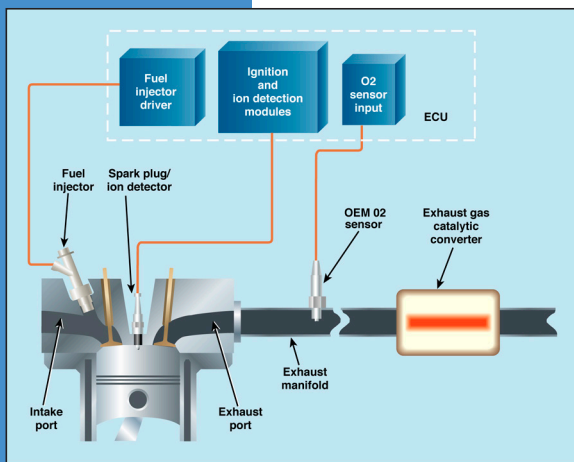 Fuel
injector
driver
Ignition
and
ion detection
modules
O2
sensor
input
ECU
Fuel
injector
Spark plug/
ion detector
OEM 02
sensor
Exhaust gas
catalytic
converter
Intake
port
Exhaust
port
Exhaust
manifold